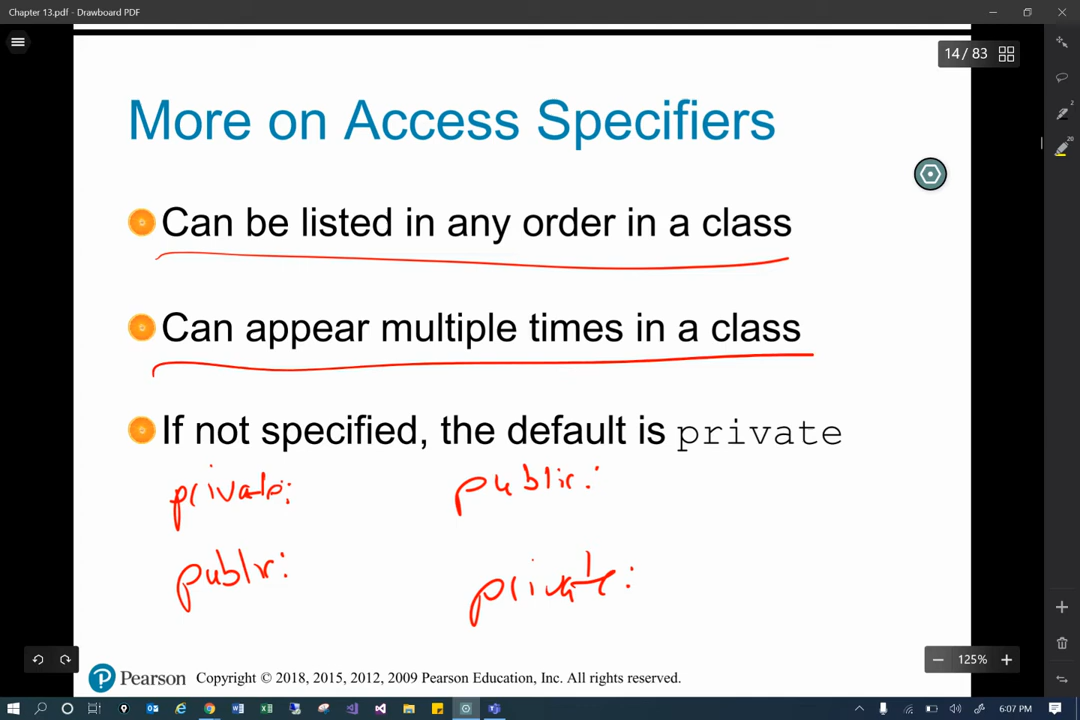 Chapter 13.pdf - Drawboard PDF
14 / 83
2
20
More on Access Specifiers
Can be listed in any order in a class
Can appear multiple times in a class
If not specified, the default is private
private: public:
public: private:
125%
P Pearson Copyright © 2018, 2015, 2012, 2009 Pearson Education, Inc. All rights reserved.
6:07 PM